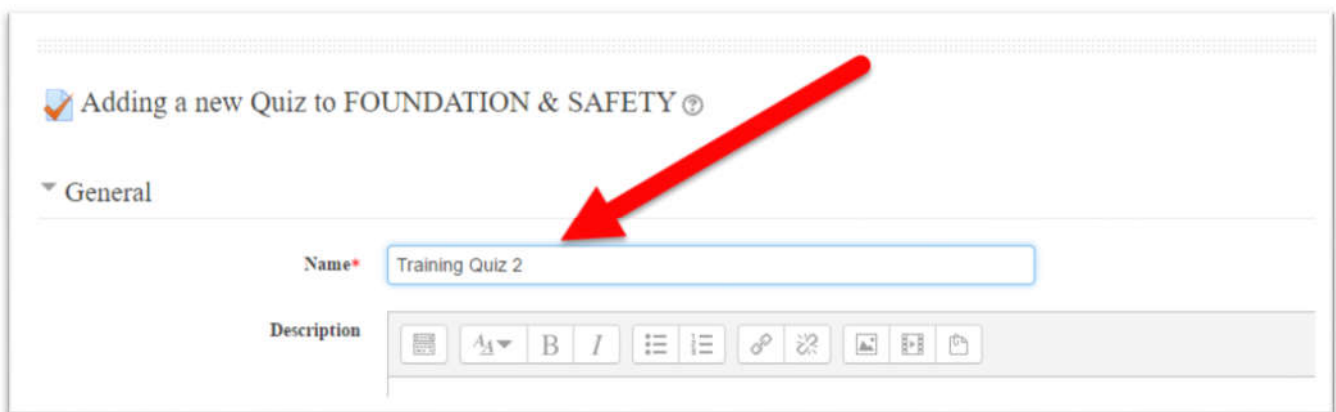 Adding a new Quiz to FOUNDATION & SAFETY ?
General
Name* Training Quiz 2
Description
B I